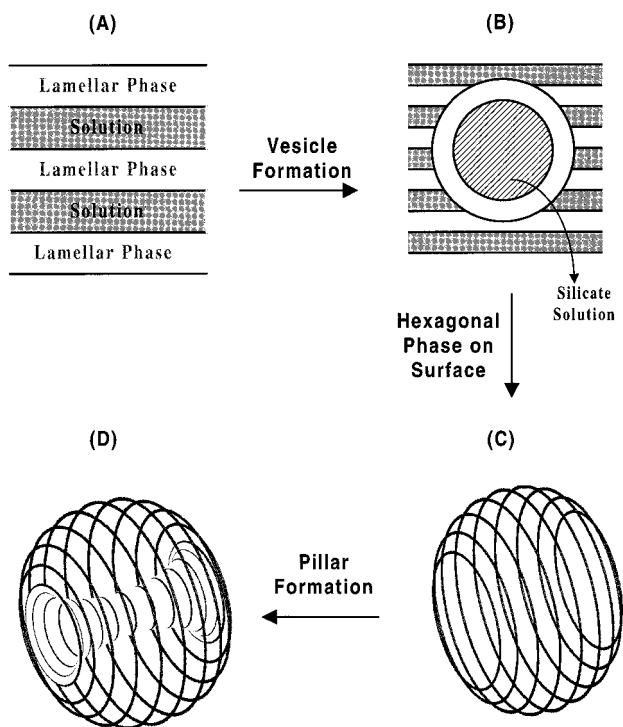 (A)
(B)
Lamellar Phase
Solution
Lamellar Phase
Solution
Lamellar Phase
Vesicle
Formation
Silicate
Solution
Hexagonal
Phase on
Surface
(D)
(C)
Pillar
Formation